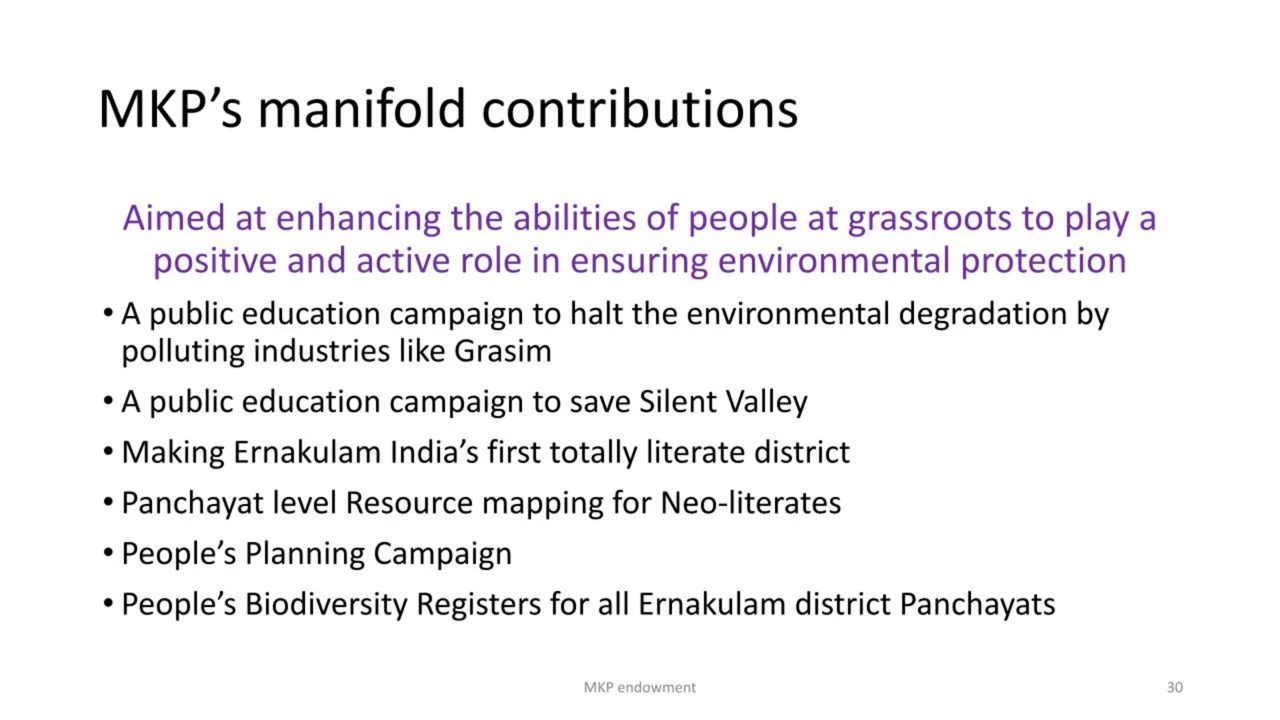 MKP’s manifold contributions
Aimed at enhancing the abilities of people at grassroots to play a
positive and active role in ensuring environmental protection
• A public education campaign to halt the environmental degradation by
polluting industries like Grasim
• A public education campaign to save Silent Valley
• Making Ernakulam India’s first totally literate district
• Panchayat level Resource mapping for Neo-literates
• People’s Planning Campaign
• People’s Biodiversity Registers for all Ernakulam district Panchayats
MKP endowment
30